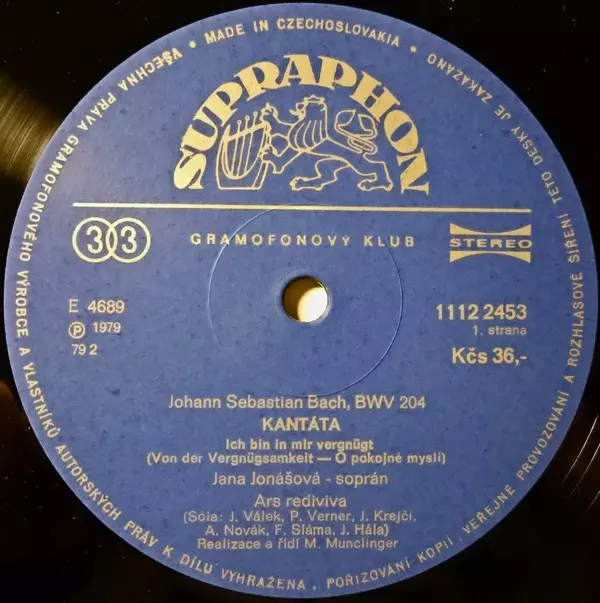 VŠECHNA PRÁVA GRAMOFONOVÉHO VÝROBCE A VLASTNÍKŮ AUTORSKÝCH PRÁV K DÍLU VYHRAŽENA. POŘIZOVÁNÍ KOPIÍ, VEŘEJNÉ PROVOZOVÁNÍ A ROZHLASOVÉ ŠÍŘENÍ TÉTO DESKY JE ZAKÁZÁNO • MADE IN CZECHOSLOVAKIA •
SUPRAPHON
33 GRAMOFONOVÝ KLUB STEREO
E 4689
Ⓟ 1979
79 2
1112 2453
1. strana
Kčs 36,-
Johann Sebastian Bach, BWV 204
KANTÁTA
Ich bin in mir vergnügt
(Von der Vergnügsamkeit — O pokojné mysli)
Jana Jonášová - soprán
Ars rediviva
(Sóla: J. Válek, P. Verner, J. Krejčí,
A. Novák, F. Sláma, J. Hála)
Realizace a řídí M. Munclinger